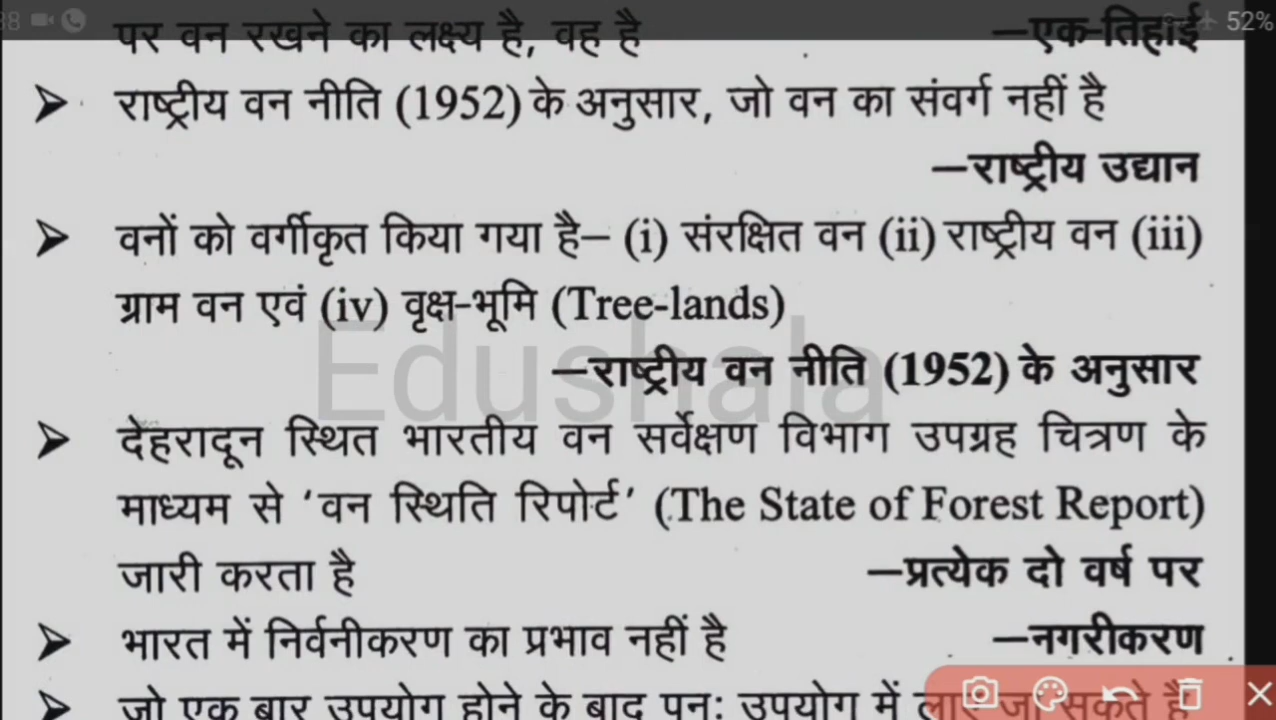 38 52%
पर वन रखने का लक्ष्य है, वह है —एक-तिहाई
➤ राष्ट्रीय वन नीति (1952) के अनुसार, जो वन का संवर्ग नहीं है
—राष्ट्रीय उद्यान
➤ वनों को वर्गीकृत किया गया है– (i) संरक्षित वन (ii) राष्ट्रीय वन (iii)
ग्राम वन एवं (iv) वृक्ष-भूमि (Tree-lands)
Edushala
—राष्ट्रीय वन नीति (1952) के अनुसार
➤ देहरादून स्थित भारतीय वन सर्वेक्षण विभाग उपग्रह चित्रण के
माध्यम से ‘वन स्थिति रिपोर्ट’ (The State of Forest Report)
जारी करता है —प्रत्येक दो वर्ष पर
➤ भारत में निर्वनीकरण का प्रभाव नहीं है —नगरीकरण
➤ जो एक बार उपयोग होने के बाद पुन: उपयोग में लाए जा सकते हैं